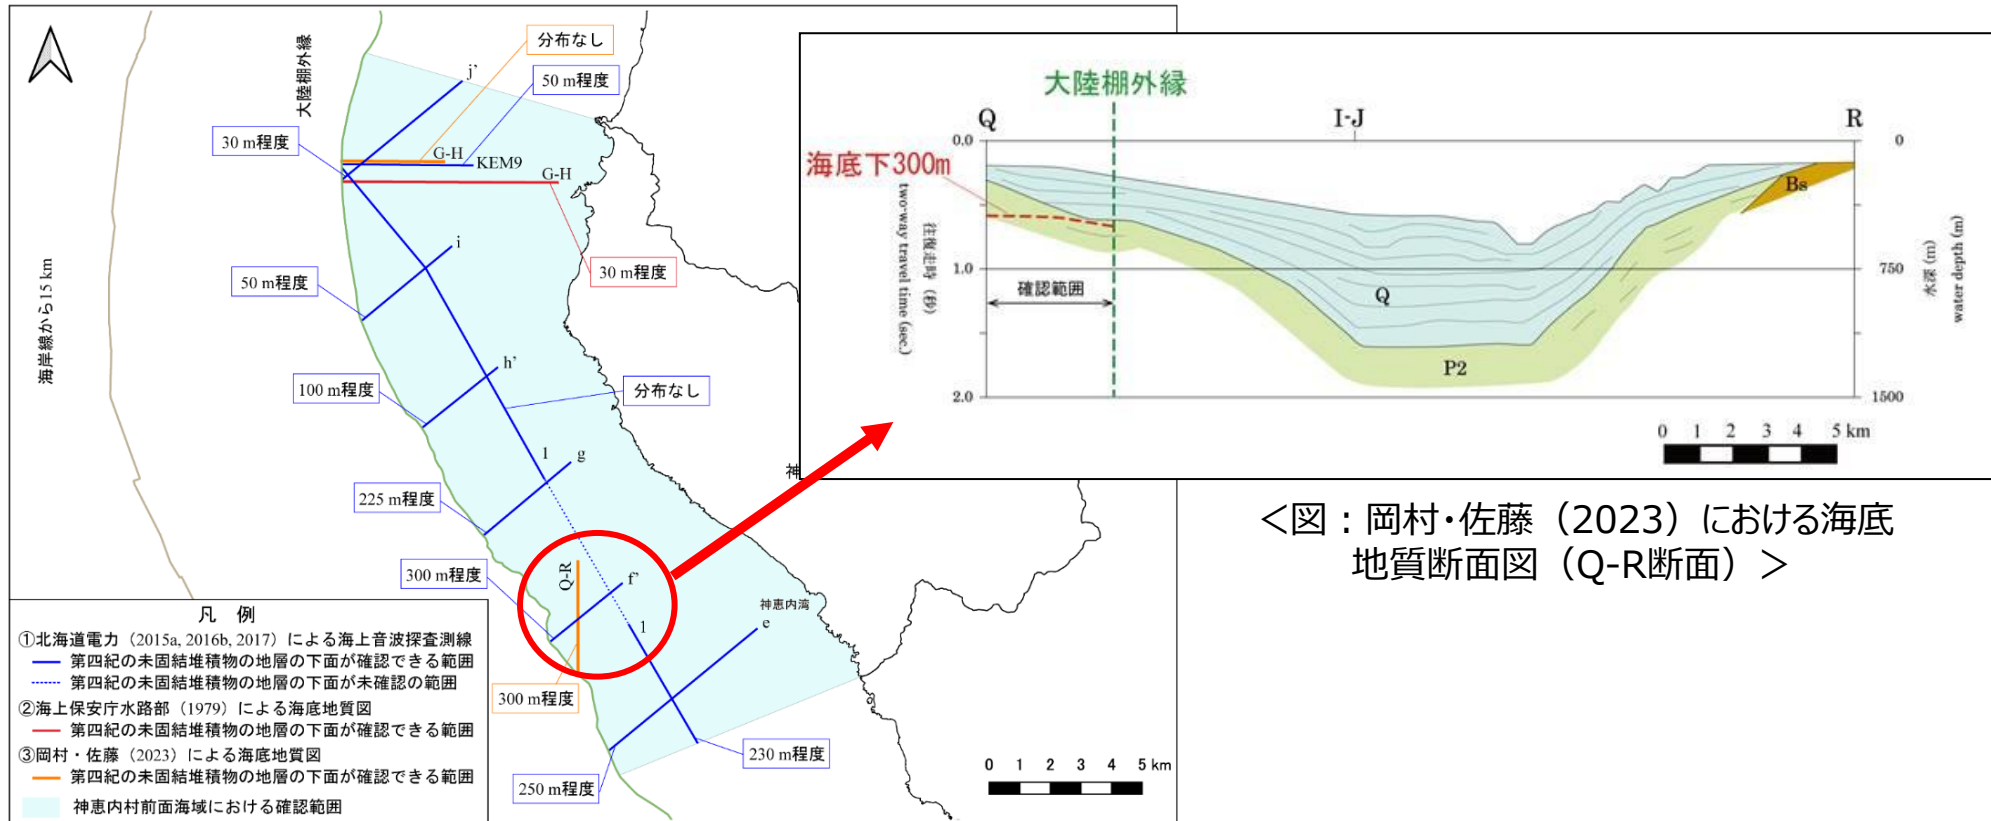 分布なし
50 m程度
大陸棚外縁
j'
30 m程度
G-H
KEM9
G-H
30 m程度
i
50 m程度
海岸線から15 km
h'
100 m程度
分布なし
l
g
225 m程度
神
Q-R
300 m程度
f'
l
神恵内湾
e
300 m程度
230 m程度
250 m程度
0 1 2 3 4 5 km
凡 例
①北海道電力（2015a, 2016b, 2017）による海上音波探査測線
第四紀の未固結堆積物の地層の下面が確認できる範囲
第四紀の未固結堆積物の地層の下面が未確認の範囲
②海上保安庁水路部（1979）による海底地質図
第四紀の未固結堆積物の地層の下面が確認できる範囲
③岡村・佐藤（2023）による海底地質図
第四紀の未固結堆積物の地層の下面が確認できる範囲
神恵内村前面海域における確認範囲
大陸棚外縁
Q
I-J
R
0.0
0
海底下300m
Bs
往復走時（秒）
two-way travel time (sec.)
水深 (m)
water depth (m)
1.0
750
確認範囲
Q
P2
2.0
1500
0 1 2 3 4 5 km
＜図：岡村・佐藤（2023）における海底
地質断面図（Q-R断面）＞